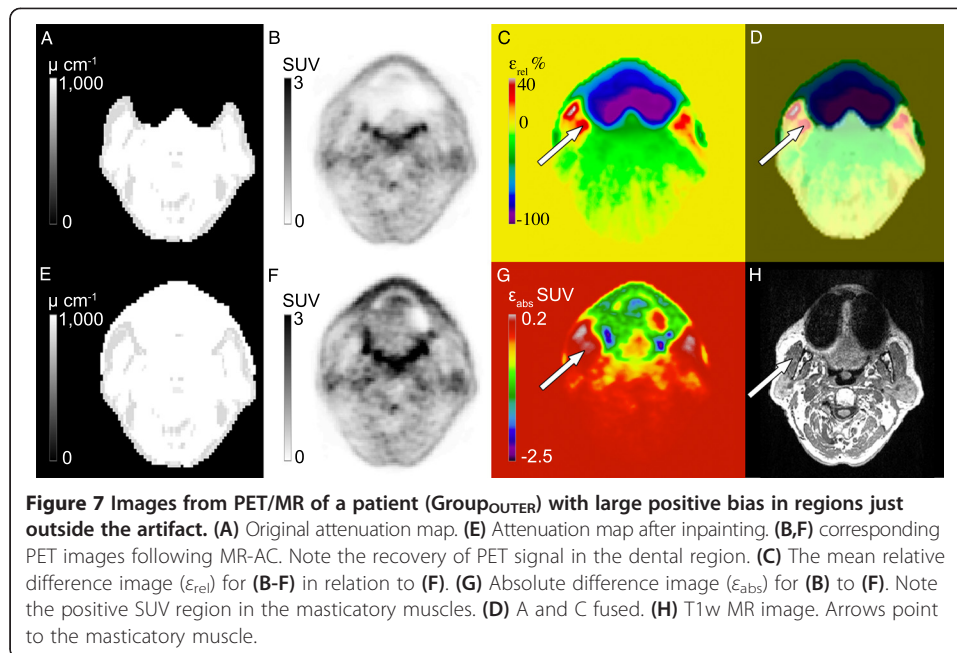 A
μ cm⁻¹
1,000
0
B
SUV
3
0
C
εrel %
40
0
-100
D
E
μ cm⁻¹
1,000
0
F
SUV
3
0
G
εabs SUV
0.2
-2.5
H
Figure 7 Images from PET/MR of a patient (GroupOUTER) with large positive bias in regions just
outside the artifact. (A) Original attenuation map. (E) Attenuation map after inpainting. (B,F) corresponding
PET images following MR-AC. Note the recovery of PET signal in the dental region. (C) The mean relative
difference image (εrel) for (B-F) in relation to (F). (G) Absolute difference image (εabs) for (B) to (F). Note
the positive SUV region in the masticatory muscles. (D) A and C fused. (H) T1w MR image. Arrows point
to the masticatory muscle.